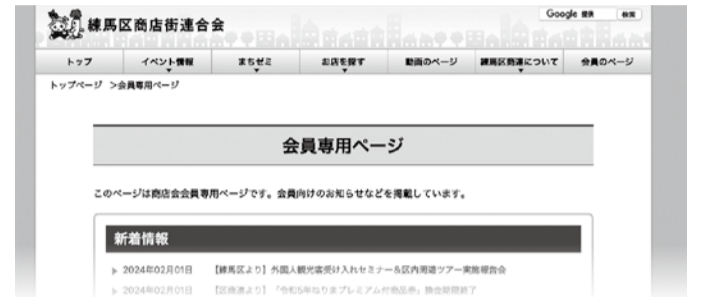 練馬区商店街連合会
Google 提供
検索
トップ
イベント情報
まちゼミ
お店を探す
動画のページ
練馬区商連について
会員のページ
トップページ >会員専用ページ
会員専用ページ
このページは商店会会員専用ページです。会員向けのお知らせなどを掲載しています。
新着情報
2024年02月01日 【練馬区より】外国人観光客受け入れセミナー＆区内周遊ツアー実施報告会
2024年02月01日 【区商連より】「令和5年ねりまプレミアム付商品券」換金期限終了